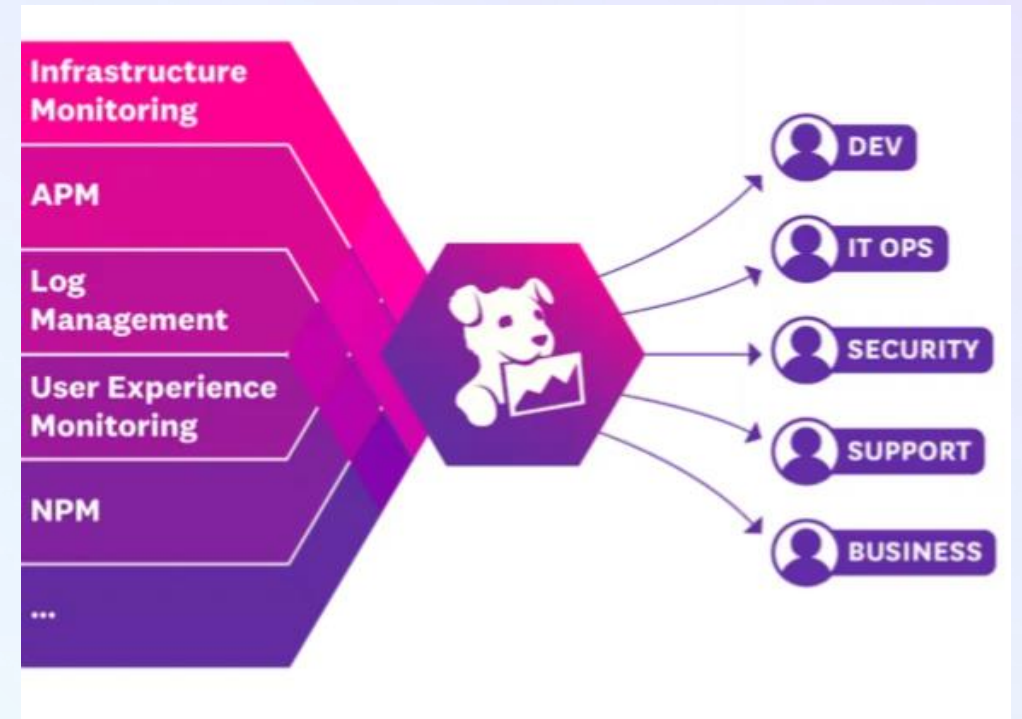 Infrastructure
Monitoring
APM
Log
Management
User Experience
Monitoring
NPM
...
DEV
IT OPS
SECURITY
SUPPORT
BUSINESS